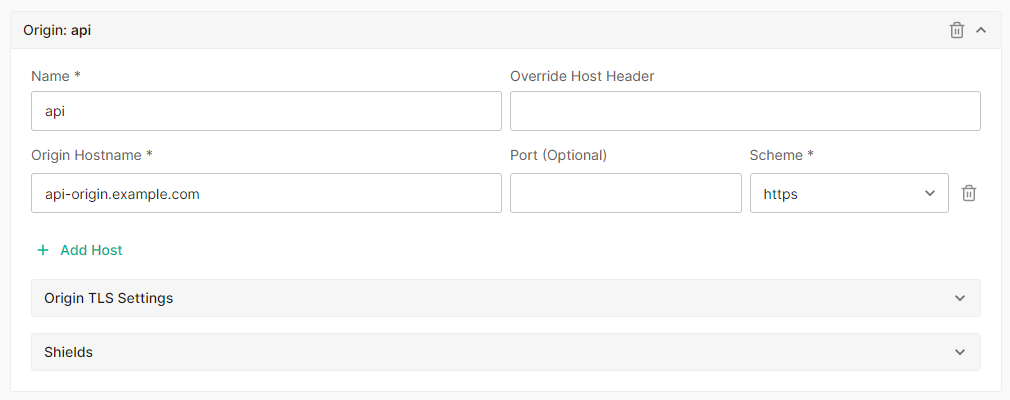 Origin: api
Name * Override Host Header
api
Origin Hostname * Port (Optional) Scheme *
api-origin.example.com https
+ Add Host
Origin TLS Settings
Shields